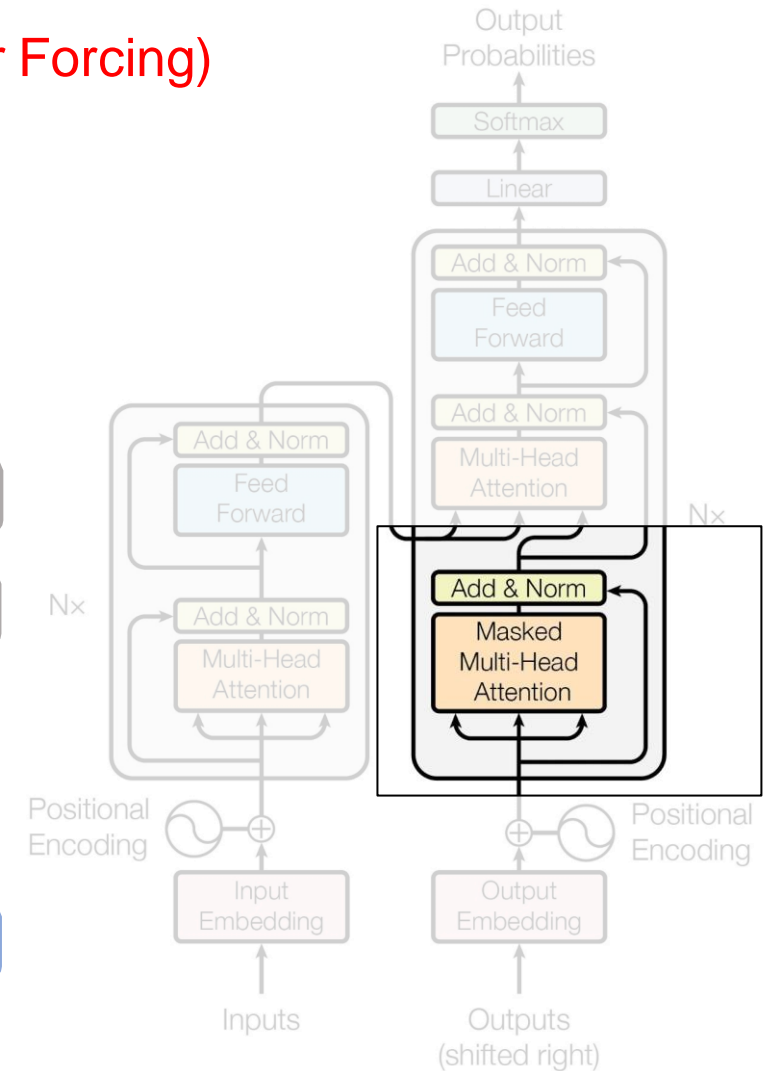 r Forcing)
Output
Probabilities
Softmax
Linear
Add & Norm
Feed
Forward
Add & Norm
Multi-Head
Attention
N×
Add & Norm
Masked
Multi-Head
Attention
Add & Norm
Feed
Forward
N×
Add & Norm
Multi-Head
Attention
Positional
Encoding
Positional
Encoding
Input
Embedding
Output
Embedding
Inputs
Outputs
(shifted right)